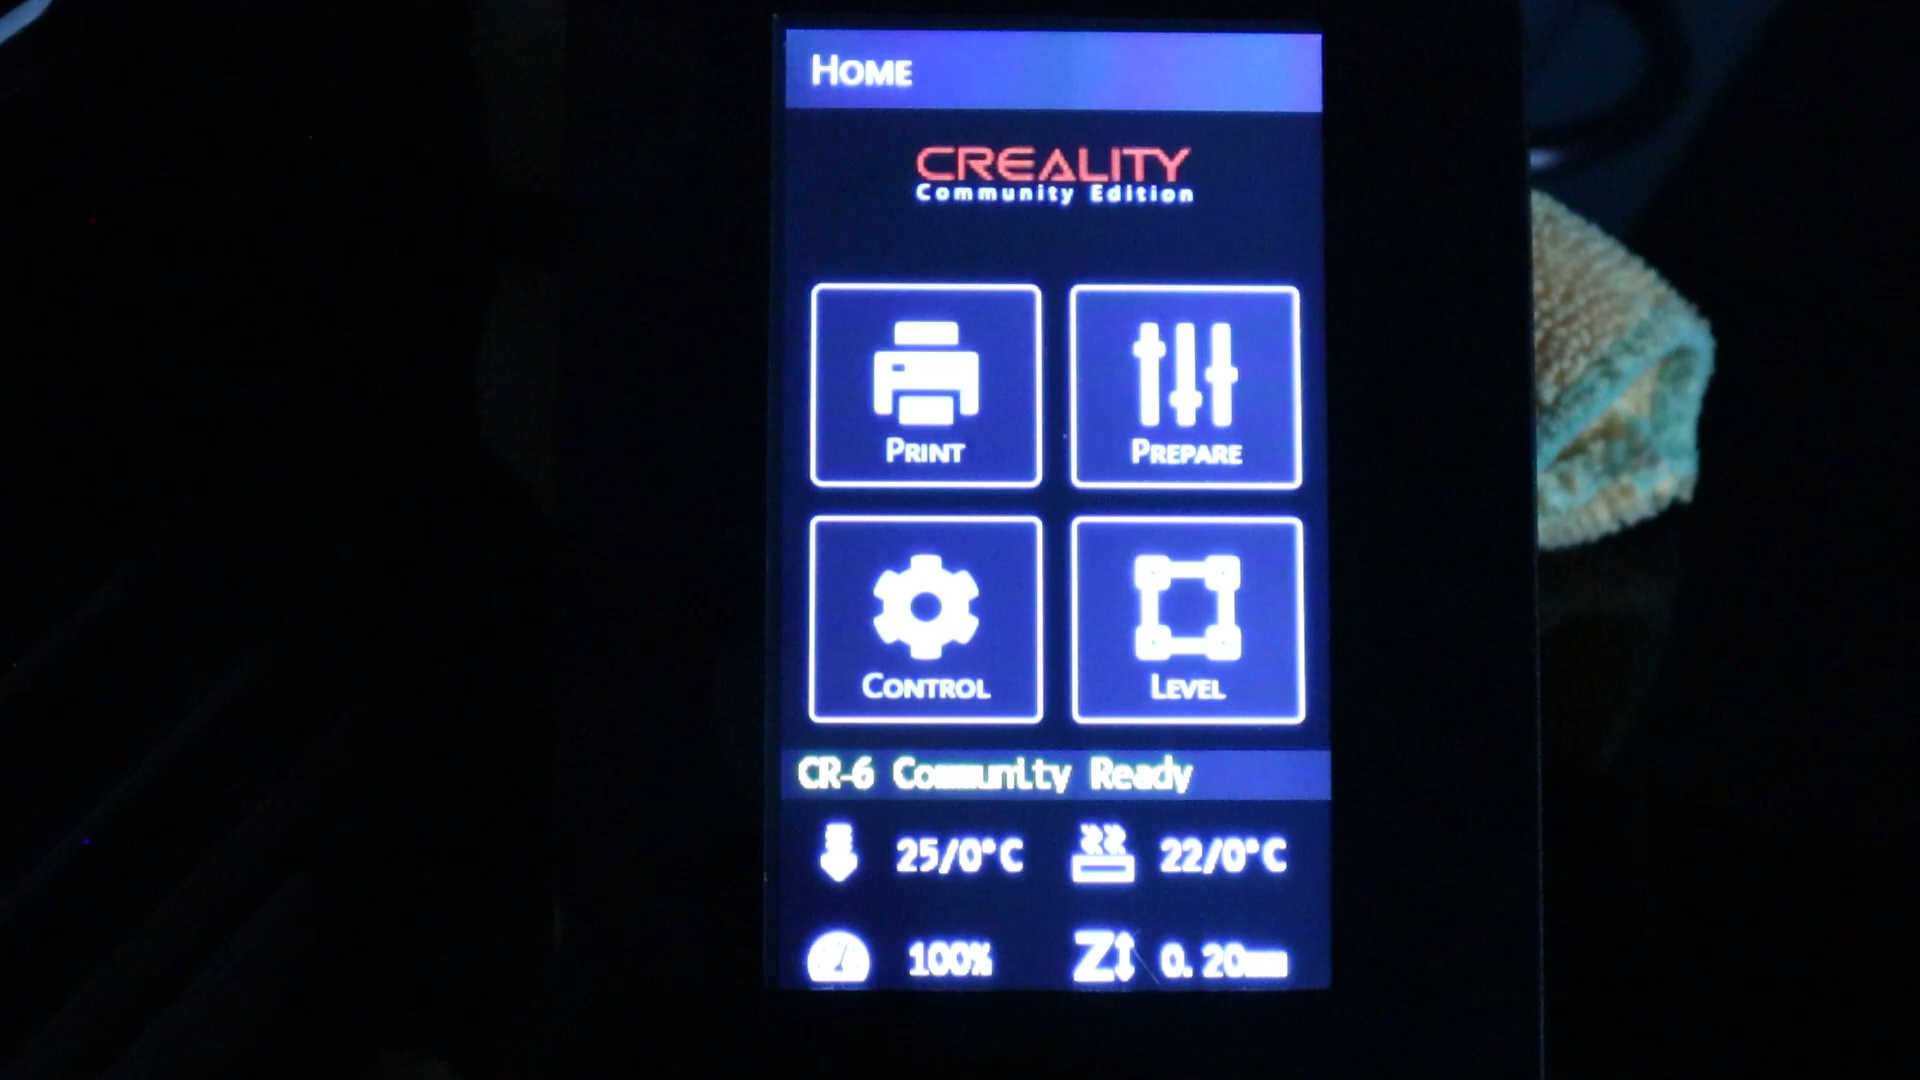 HOME
CREALITY
Community Edition
PRINT
PREPARE
CONTROL
LEVEL
CR-6 Community Ready
25/0°C
22/0°C
100%
Z
0.20mm